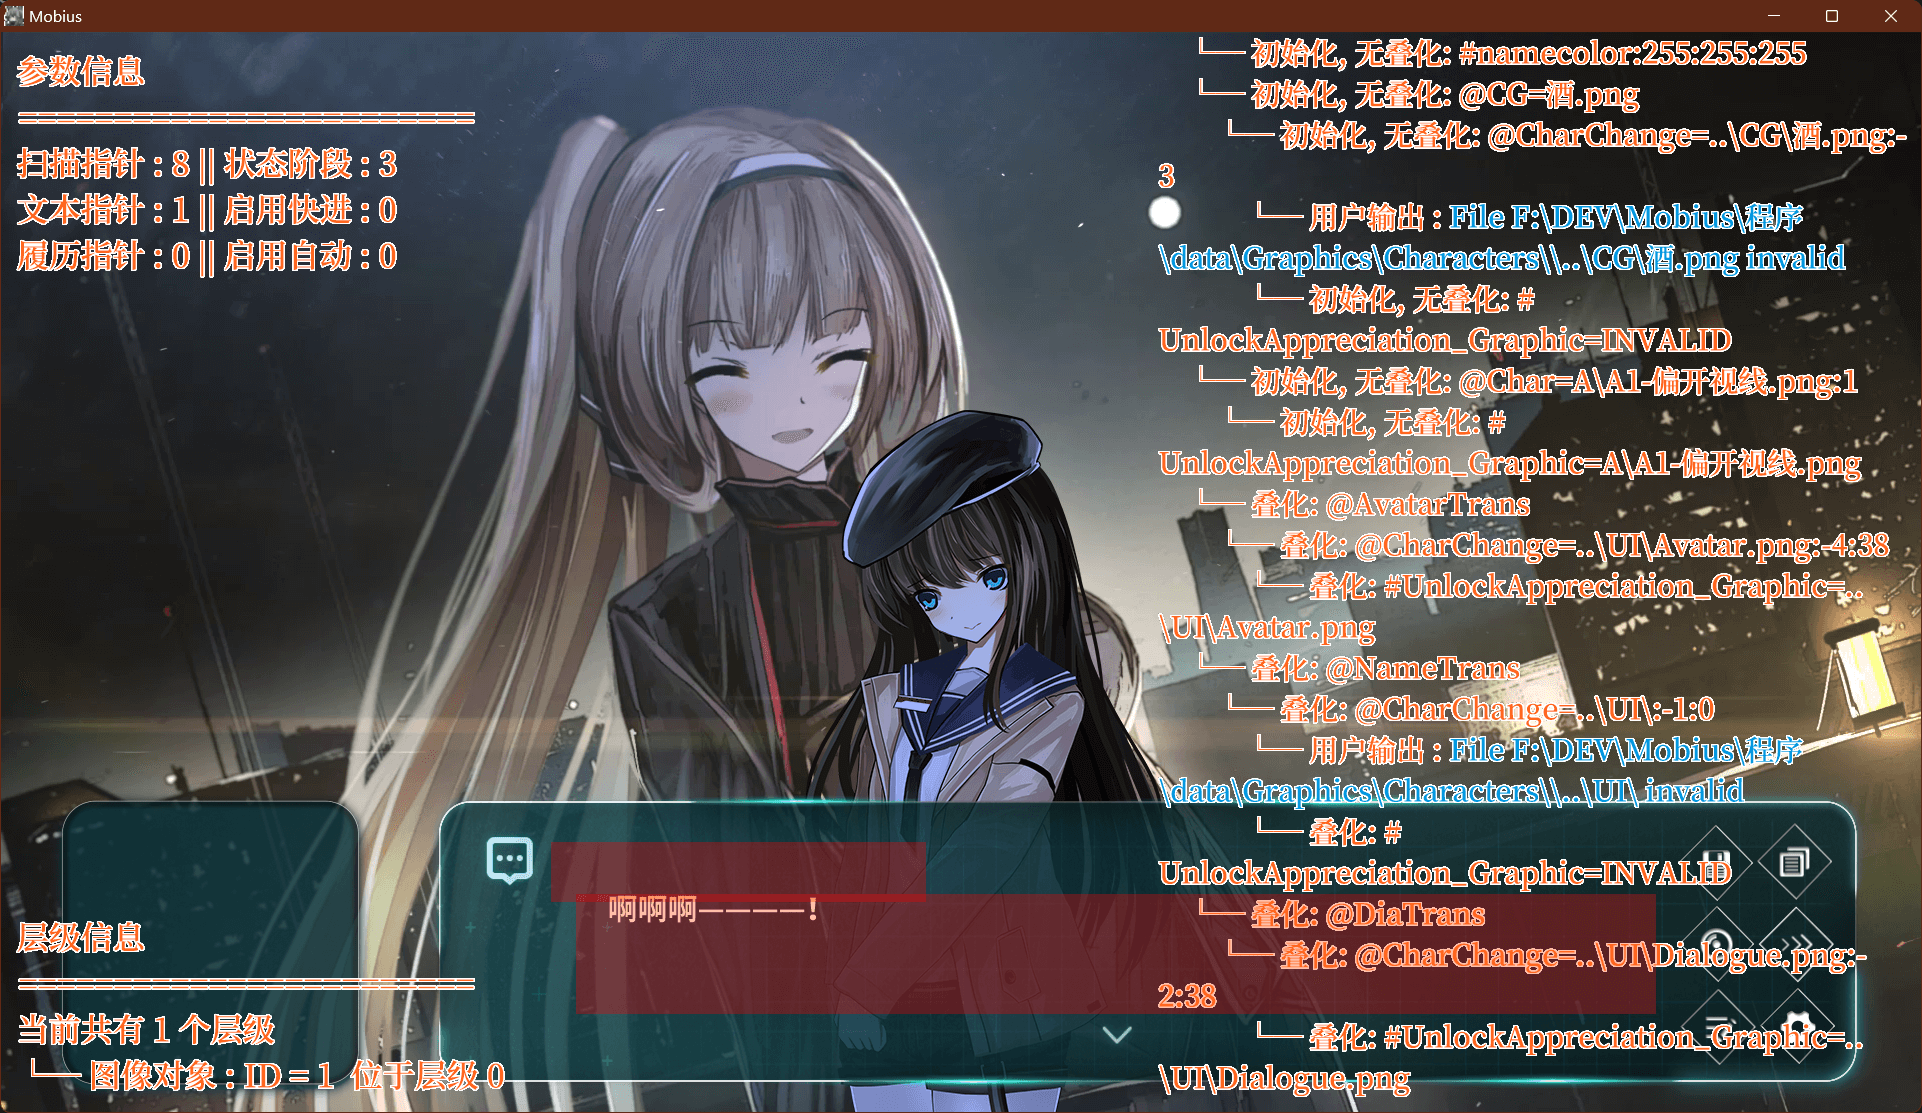 Mobius
参数信息
==========================
扫描指针 : 8 || 状态阶段 : 3
文本指针 : 1 || 启用快进 : 0
履历指针 : 0 || 启用自动 : 0
└── 初始化, 无叠化: #namecolor:255:255:255
└── 初始化, 无叠化: @CG=酒.png
└── 初始化, 无叠化: @CharChange=..\CG\酒.png:-
3
└── 用户输出 : File F:\DEV\Mobius\程序
\data\Graphics\Characters\\..\CG\酒.png invalid
└── 初始化, 无叠化: #
UnlockAppreciation_Graphic=INVALID
└── 初始化, 无叠化: @Char=A\A1-偏开视线.png:1
└── 初始化, 无叠化: #
UnlockAppreciation_Graphic=A\A1-偏开视线.png
└── 叠化: @AvatarTrans
└── 叠化: @CharChange=..\UI\Avatar.png:-4:38
└── 叠化: #UnlockAppreciation_Graphic=..
\UI\Avatar.png
└── 叠化: @NameTrans
└── 叠化: @CharChange=..\UI\:-1:0
└── 用户输出 : File F:\DEV\Mobius\程序
\data\Graphics\Characters\\..\UI\ invalid
└── 叠化: #
UnlockAppreciation_Graphic=INVALID
└── 叠化: @DiaTrans
└── 叠化: @CharChange=..\UI\Dialogue.png:-
2:38
└── 叠化: #UnlockAppreciation_Graphic=..
\UI\Dialogue.png
啊啊啊————！
层级信息
==========================
当前共有 1 个层级
└── 图像对象 : ID = 1 位于层级 0